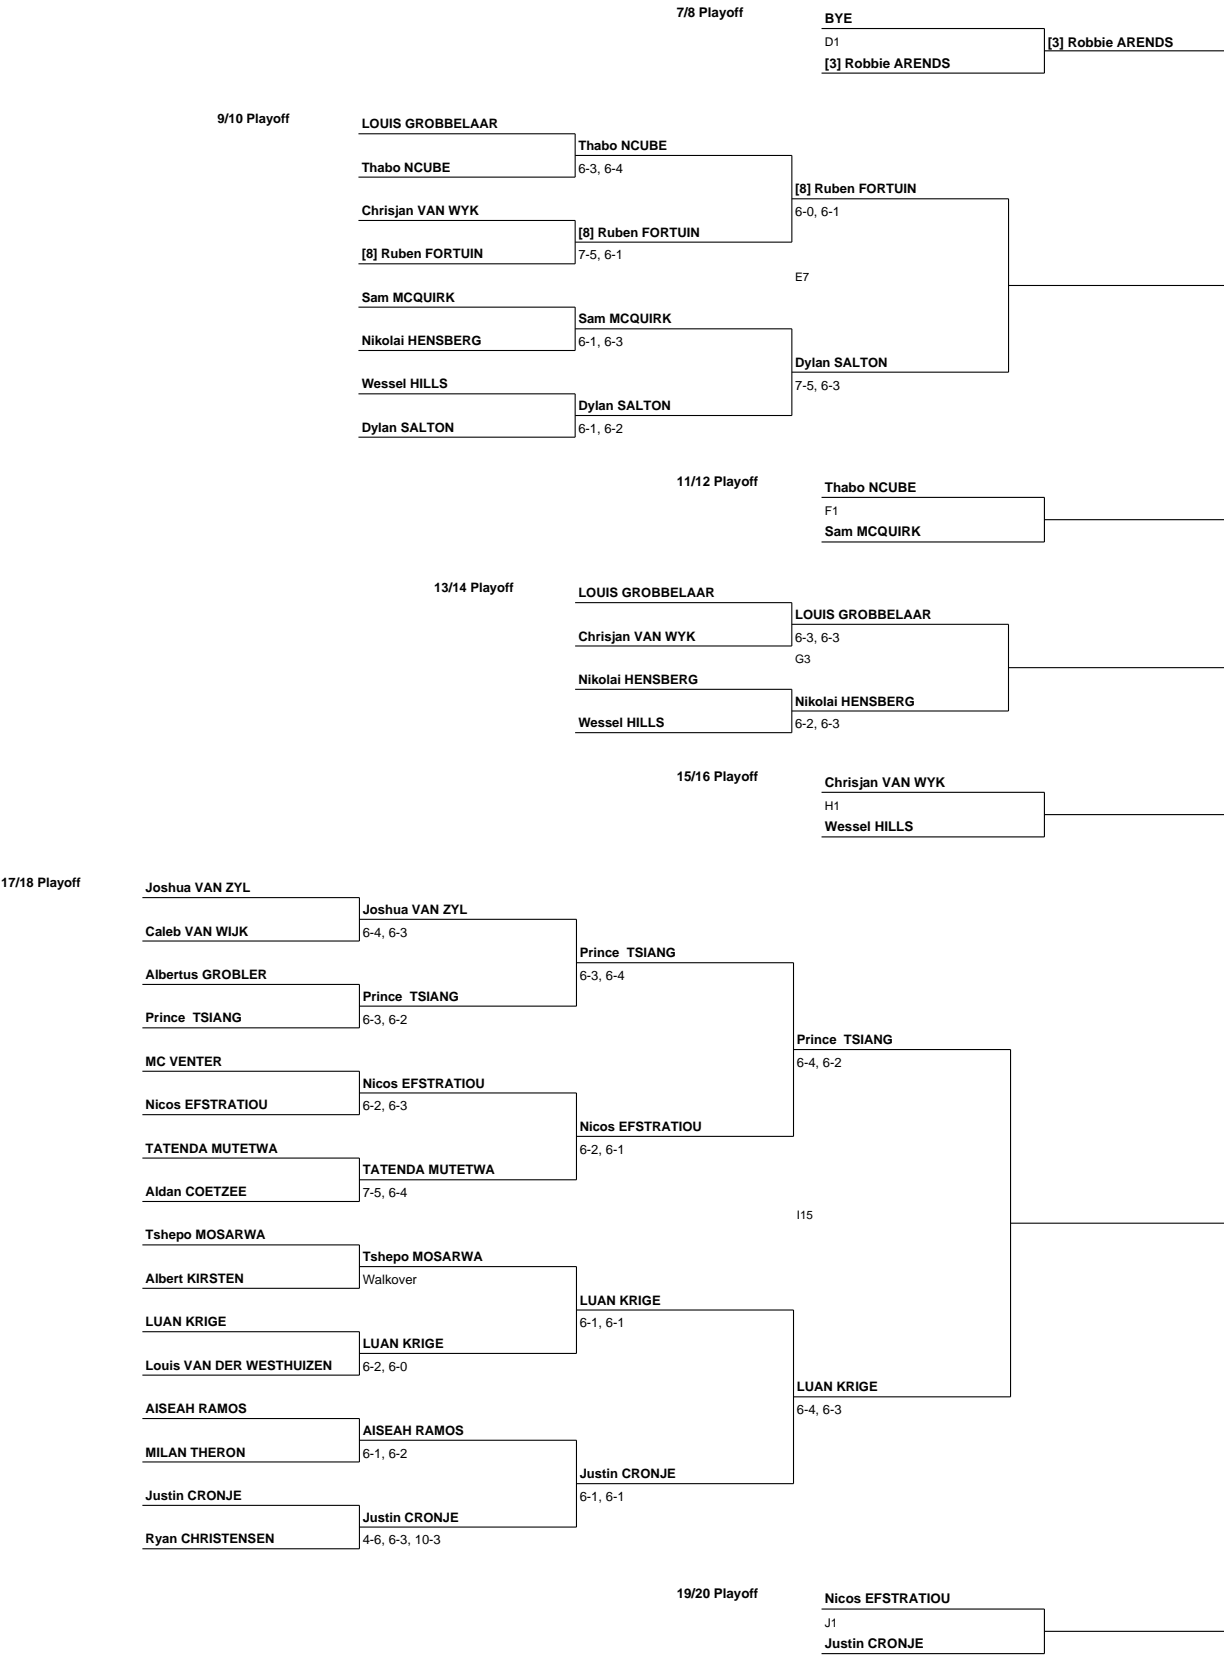 7/8 Playoff
BYE
D1
[3] Robbie ARENDS
[3] Robbie ARENDS
9/10 Playoff
LOUIS GROBBELAAR
Thabo NCUBE
Thabo NCUBE
6-3, 6-4
[8] Ruben FORTUIN
Chrisjan VAN WYK
6-0, 6-1
[8] Ruben FORTUIN
[8] Ruben FORTUIN
7-5, 6-1
E7
Sam MCQUIRK
Sam MCQUIRK
Nikolai HENSBERG
6-1, 6-3
Dylan SALTON
Wessel HILLS
7-5, 6-3
Dylan SALTON
Dylan SALTON
6-1, 6-2
11/12 Playoff
Thabo NCUBE
F1
Sam MCQUIRK
13/14 Playoff
LOUIS GROBBELAAR
LOUIS GROBBELAAR
Chrisjan VAN WYK
6-3, 6-3
G3
Nikolai HENSBERG
Nikolai HENSBERG
Wessel HILLS
6-2, 6-3
15/16 Playoff
Chrisjan VAN WYK
H1
Wessel HILLS
17/18 Playoff
Joshua VAN ZYL
Joshua VAN ZYL
Caleb VAN WIJK
6-4, 6-3
Prince TSIANG
Albertus GROBLER
6-3, 6-4
Prince TSIANG
Prince TSIANG
6-3, 6-2
Prince TSIANG
MC VENTER
6-4, 6-2
Nicos EFSTRATIOU
Nicos EFSTRATIOU
6-2, 6-3
Nicos EFSTRATIOU
TATENDA MUTETWA
6-2, 6-1
TATENDA MUTETWA
Aldan COETZEE
7-5, 6-4
I15
Tshepo MOSARWA
Tshepo MOSARWA
Albert KIRSTEN
Walkover
LUAN KRIGE
LUAN KRIGE
6-1, 6-1
LUAN KRIGE
Louis VAN DER WESTHUIZEN
6-2, 6-0
LUAN KRIGE
AISEAH RAMOS
6-4, 6-3
AISEAH RAMOS
MILAN THERON
6-1, 6-2
Justin CRONJE
Justin CRONJE
6-1, 6-1
Justin CRONJE
Ryan CHRISTENSEN
4-6, 6-3, 10-3
19/20 Playoff
Nicos EFSTRATIOU
J1
Justin CRONJE